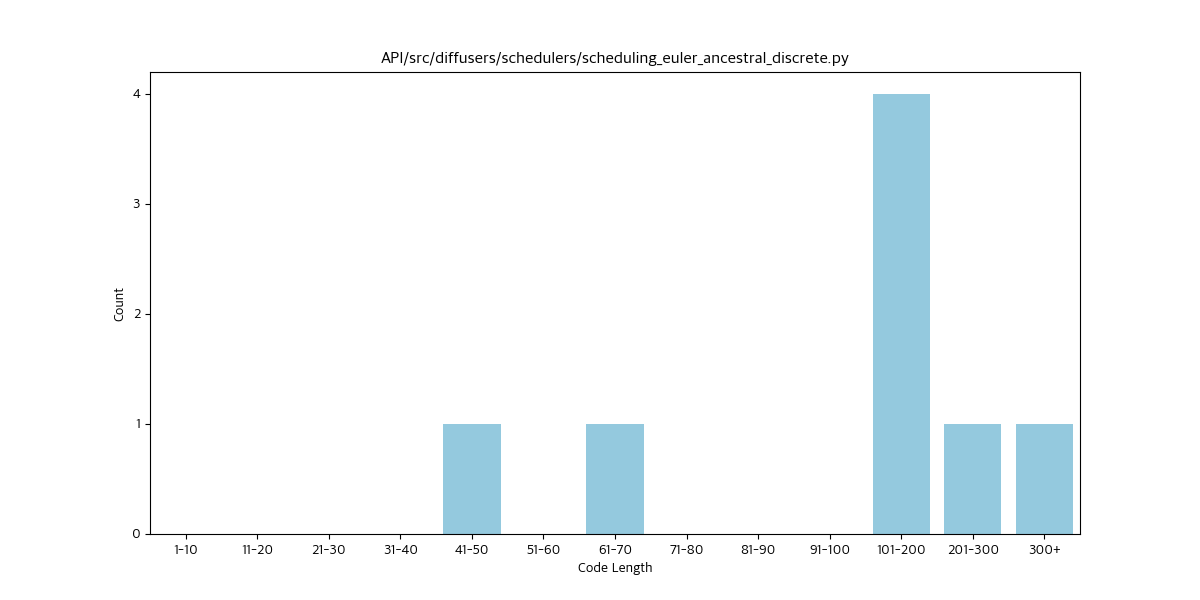 API/src/diffusers/schedulers/scheduling_euler_ancestral_discrete.py
4
3
2
1
0
Count
1-10 11-20 21-30 31-40 41-50 51-60 61-70 71-80 81-90 91-100 101-200 201-300 300+
Code Length